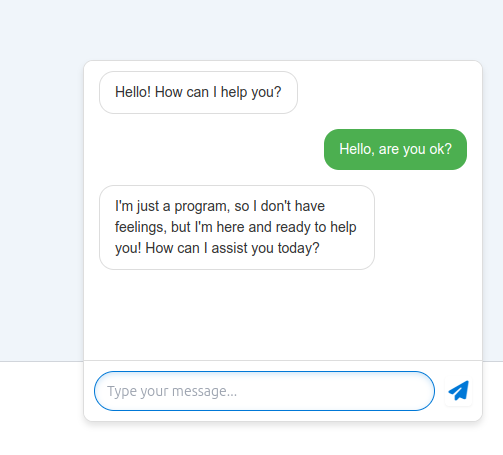 Hello! How can I help you?
Hello, are you ok?
I'm just a program, so I don't have
feelings, but I'm here and ready to help
you! How can I assist you today?
Type your message...